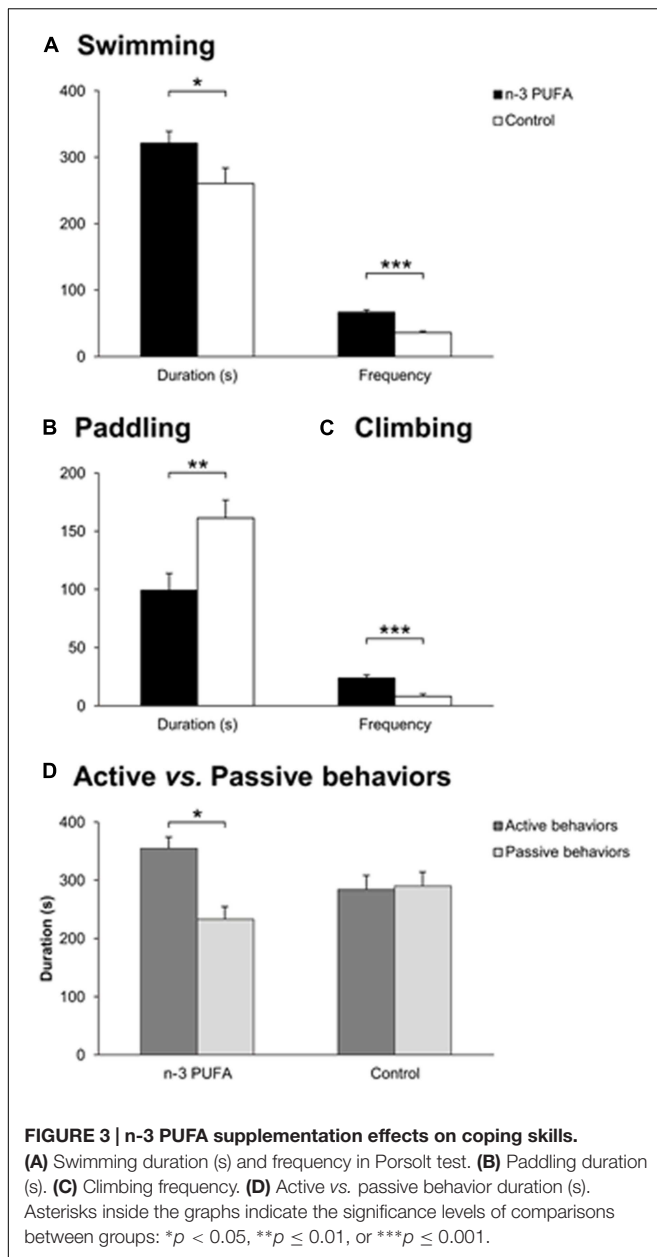 A Swimming
400
300
200
100
0
*
***
n-3 PUFA
Control
Duration (s)
Frequency
B Paddling
C Climbing
200
150
100
50
0
**
***
Duration (s)
Frequency
D Active vs. Passive behaviors
400
300
200
100
0
Duration (s)
*
Active behaviors
Passive behaviors
n-3 PUFA
Control
FIGURE 3 | n-3 PUFA supplementation effects on coping skills.
(A) Swimming duration (s) and frequency in Porsolt test. (B) Paddling duration
(s). (C) Climbing frequency. (D) Active vs. passive behavior duration (s).
Asterisks inside the graphs indicate the significance levels of comparisons
between groups: *p < 0.05, **p ≤ 0.01, or ***p ≤ 0.001.